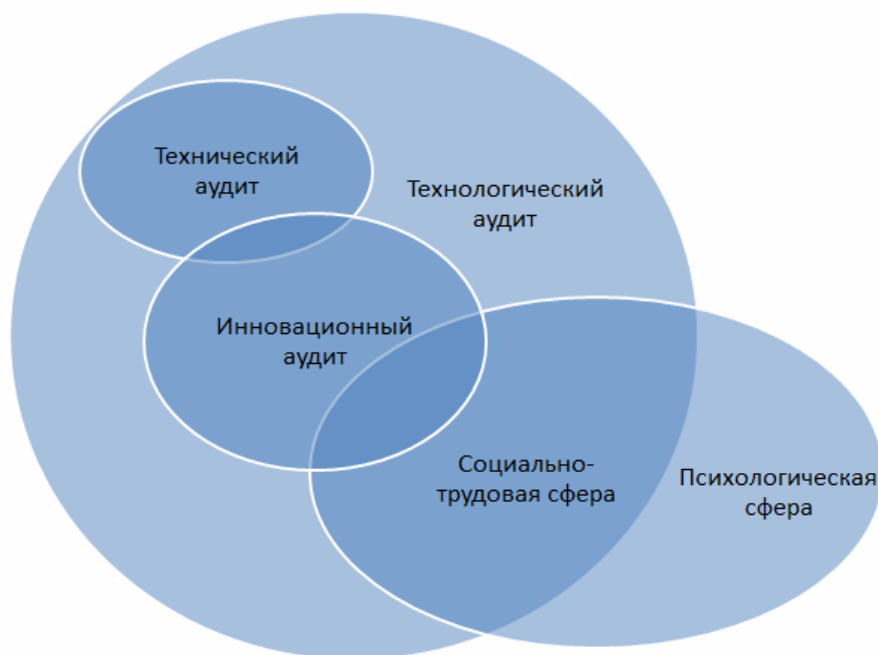 Технический
аудит
Технологический
аудит
Инновационный
аудит
Социально-
трудовая сфера
Психологическая
сфера